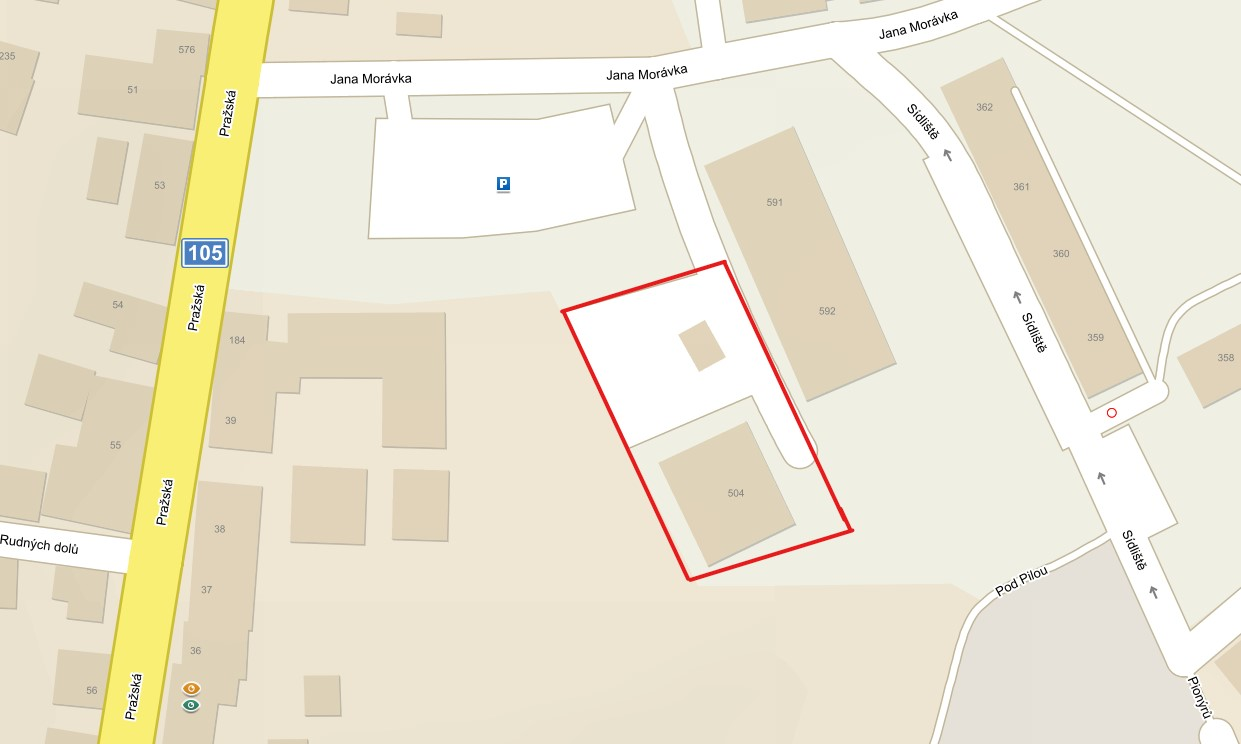 Jana Morávka
576
235
362
Jana Morávka
Jana Morávka
51
Pražská
Sídliště
P
53
361
591
105
360
54
Pražská
592
Sídliště
184
359
358
39
55
504
Pražská
38
Rudných dolů
Sídliště
Pod Pilou
37
36
56
Pražská
Pionýrů